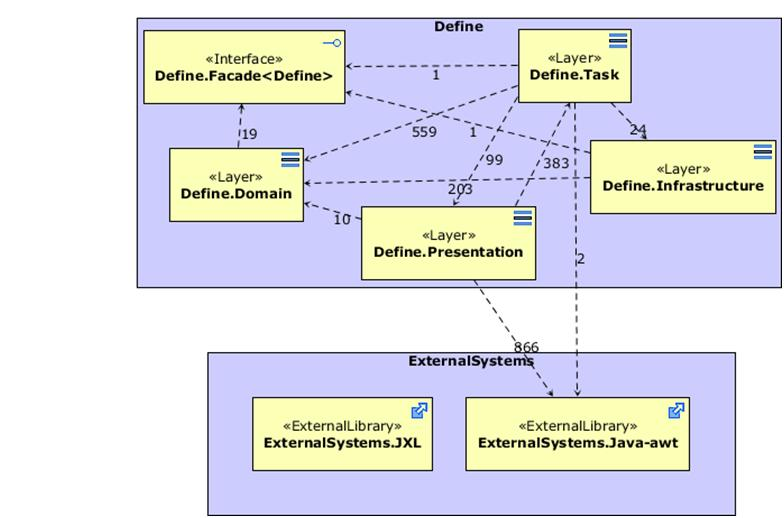 Define
«Interface»
Define.Facade<Define>
«Layer»
Define.Task
1
559
1
24
19
99
383
«Layer»
Define.Domain
«Layer»
Define.Infrastructure
203
10
«Layer»
Define.Presentation
2
866
ExternalSystems
«ExternalLibrary»
ExternalSystems.JXL
«ExternalLibrary»
ExternalSystems.Java-awt